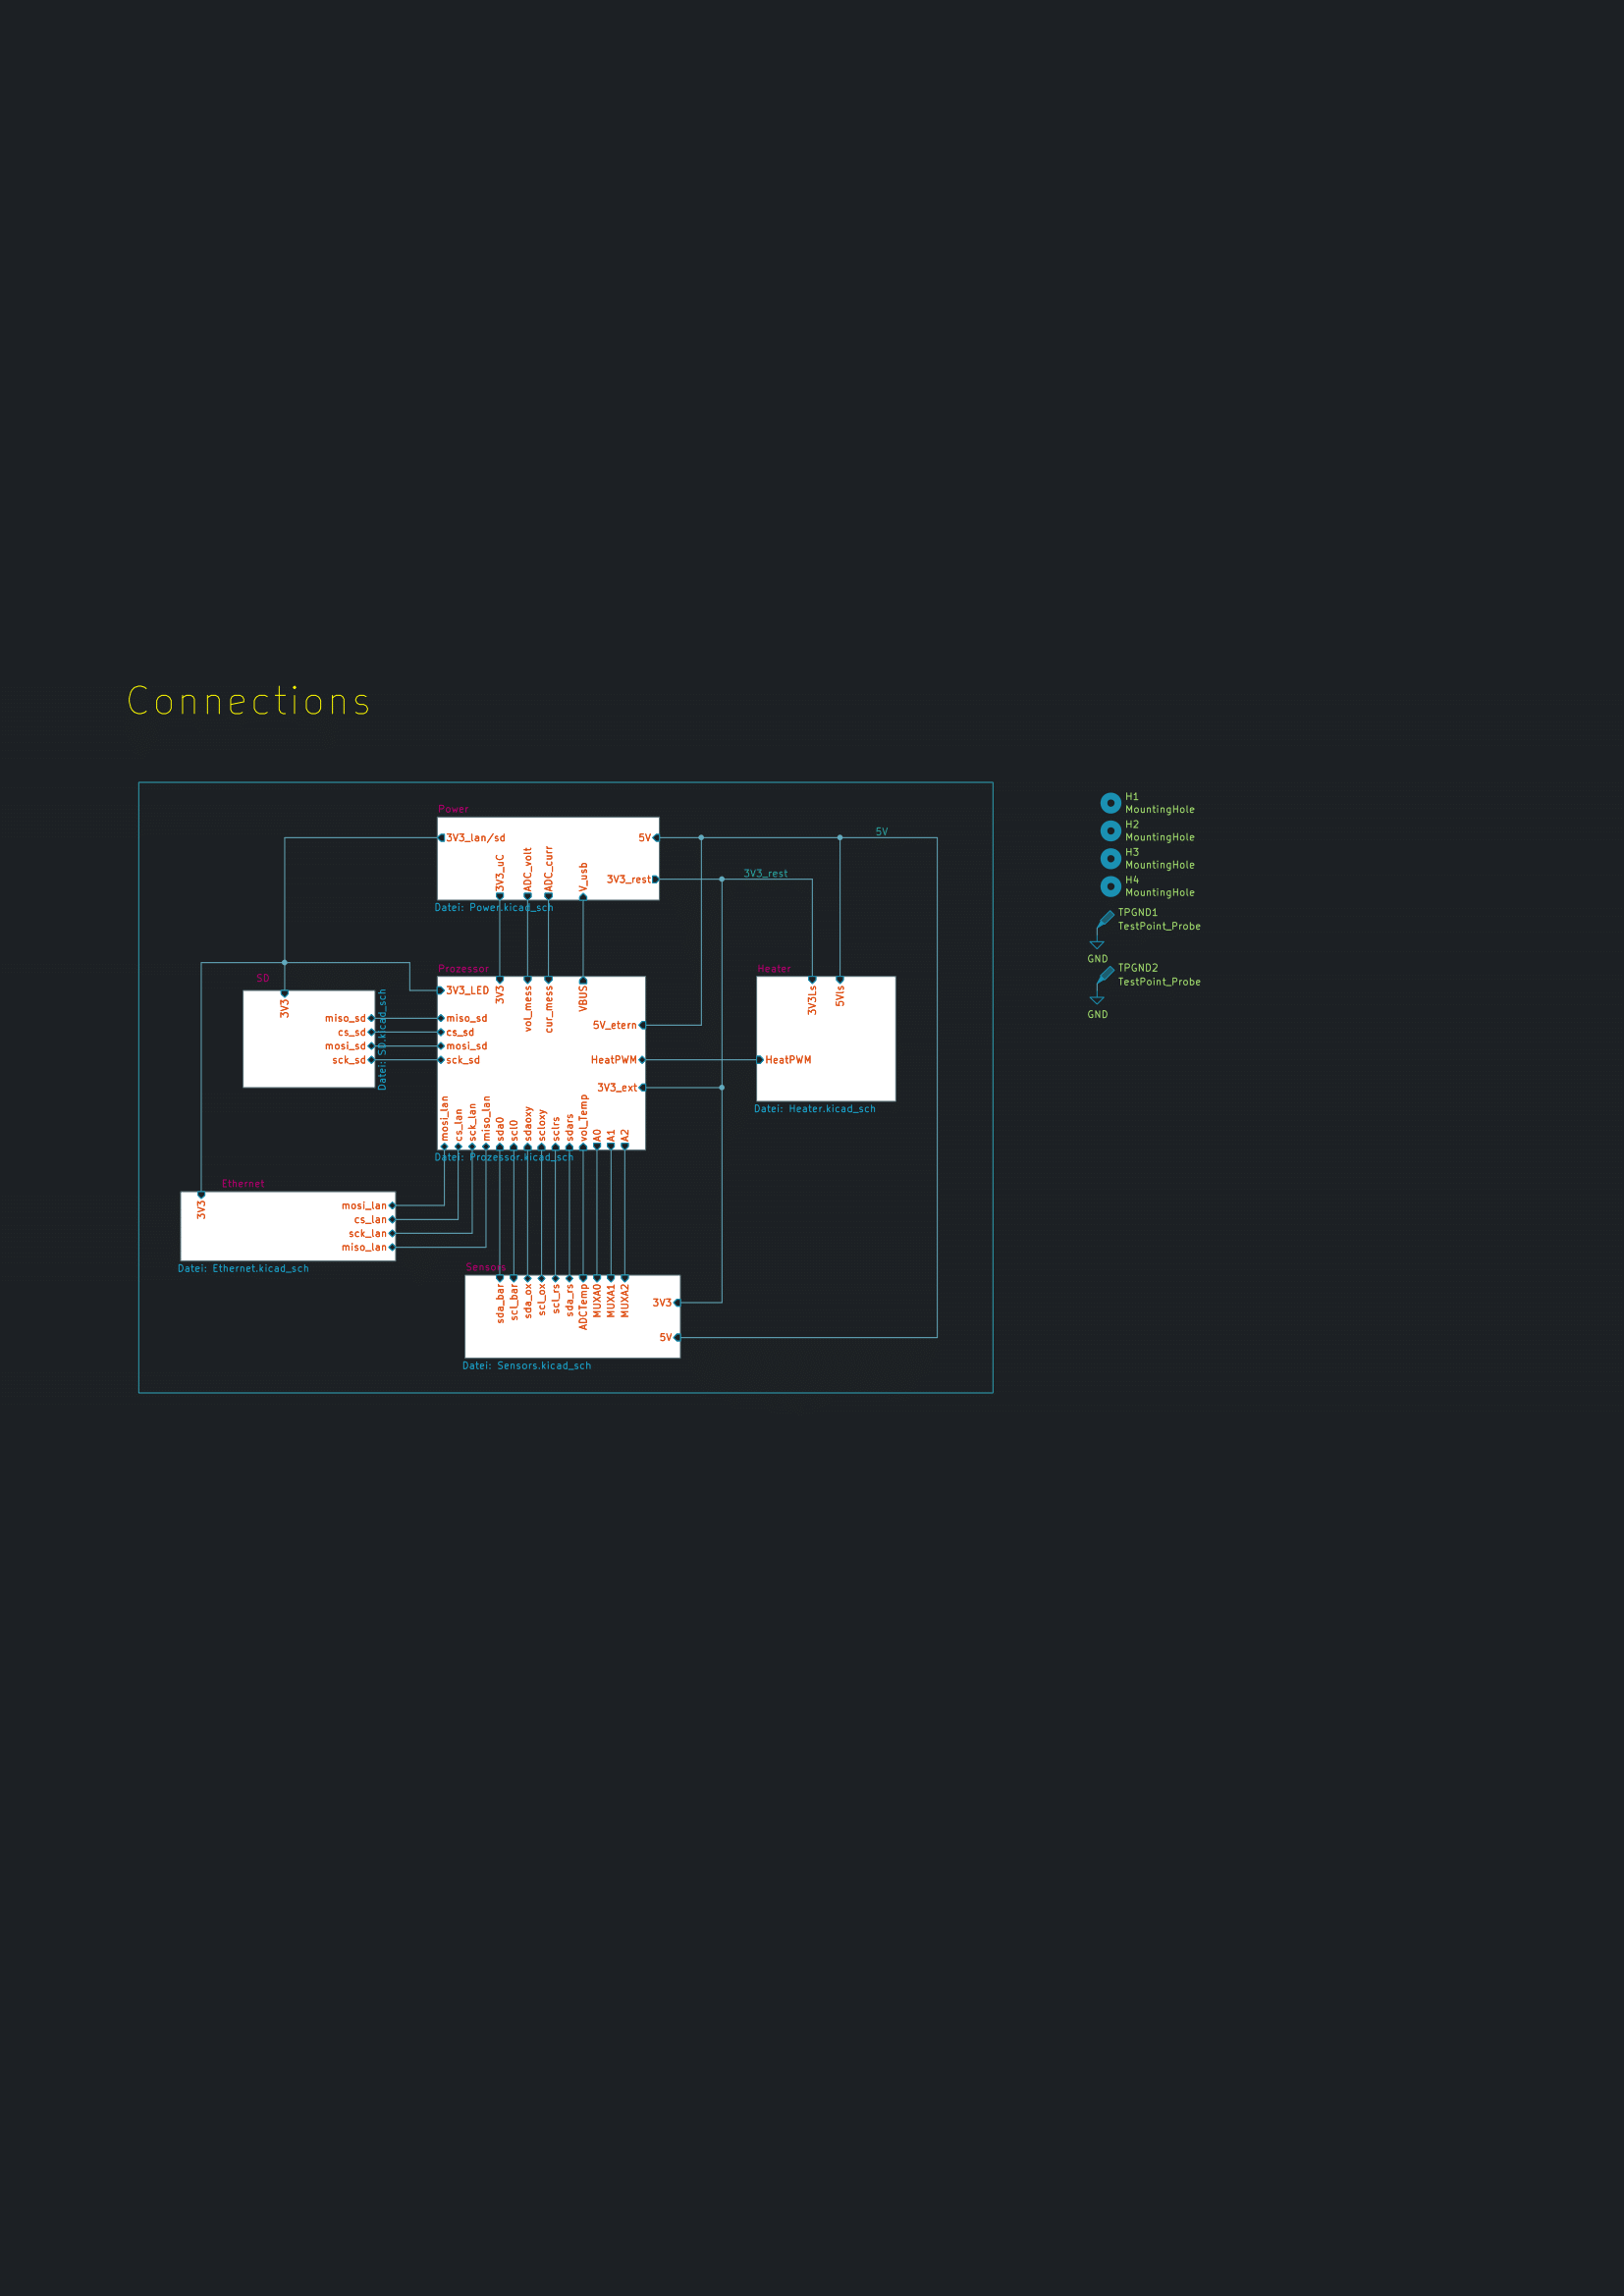 Connections
Power
3V3_lan/sd
5V
3V3_uC
ADC_volt
ADC_curr
V_usb
3V3_rest
Datei: Power.kicad_sch
5V
3V3_rest
H1
MountingHole
H2
MountingHole
H3
MountingHole
H4
MountingHole
TPGND1
TestPoint_Probe
GND
TPGND2
TestPoint_Probe
GND
SD
3V3
miso_sd
cs_sd
mosi_sd
sck_sd
Datei: SD.kicad_sch
Prozessor
3V3_LED
3V3
vol_mess
cur_mess
VBUS
miso_sd
cs_sd
mosi_sd
sck_sd
5V_etern
HeatPWM
3V3_ext
mosi_lan
cs_lan
sck_lan
miso_lan
sda0
scl0
sdaoxy
scloxy
sclrs
sdars
vol_Temp
A0
A1
A2
Datei: Prozessor.kicad_sch
Heater
3V3Ls
5Vls
HeatPWM
Datei: Heater.kicad_sch
Ethernet
3V3
mosi_lan
cs_lan
sck_lan
miso_lan
Datei: Ethernet.kicad_sch
Sensors
sda_bar
scl_bar
sda_ox
scl_ox
scl_rs
sda_rs
ADCTemp
MUXA0
MUXA1
MUXA2
3V3
5V
Datei: Sensors.kicad_sch